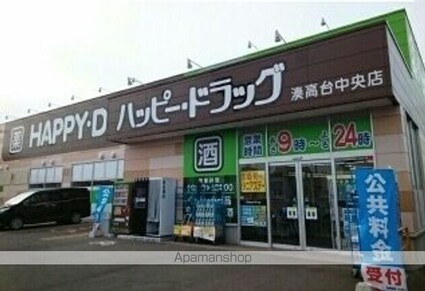 薬 HAPPY・D ハッピー・ドラッグ 湊高台中央店
酒
営業時間 9時〜24時
公共料金受付
Apamanshop